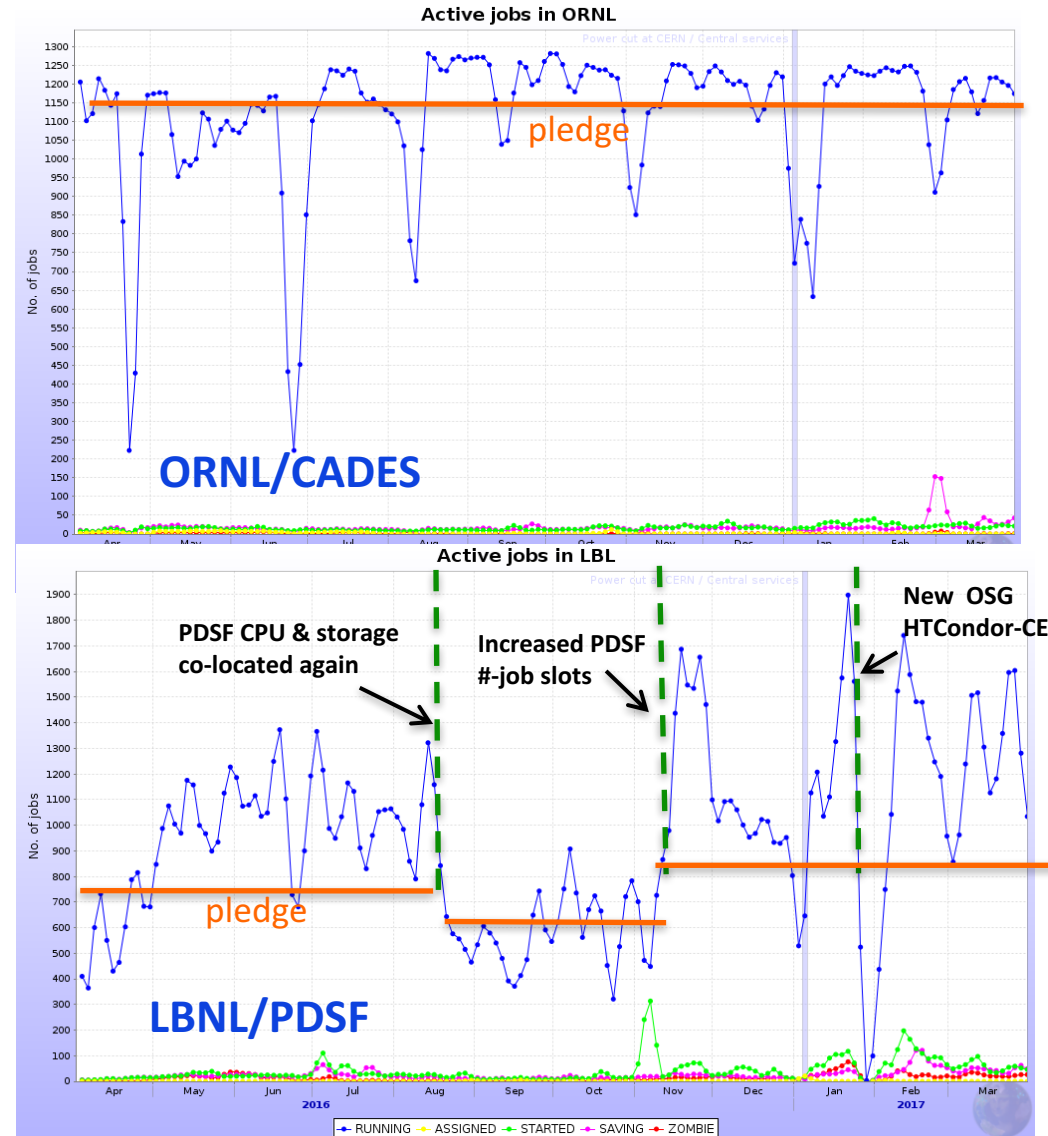 Active jobs in ORNL
Power cut at CERN / Central services
1300
1250
1200
1150
1100
1050
1000
950
900
850
800
750
700
650
600
550
500
450
400
350
300
250
200
150
100
50
0
No. of jobs
pledge
ORNL/CADES
Apr May Jun Jul Aug Sep Oct Nov Dec Jan Feb Mar
Active jobs in LBL
Power cut at CERN / Central services
1900
1800
1700
1600
1500
1400
1300
1200
1100
1000
900
800
700
600
500
400
300
200
100
0
No. of jobs
PDSF CPU & storage
co-located again
Increased PDSF
#-job slots
New OSG
HTCondor-CE
pledge
LBNL/PDSF
Apr May Jun Jul Aug Sep Oct Nov Dec Jan Feb Mar
2016 2017
RUNNING ASSIGNED STARTED SAVING ZOMBIE